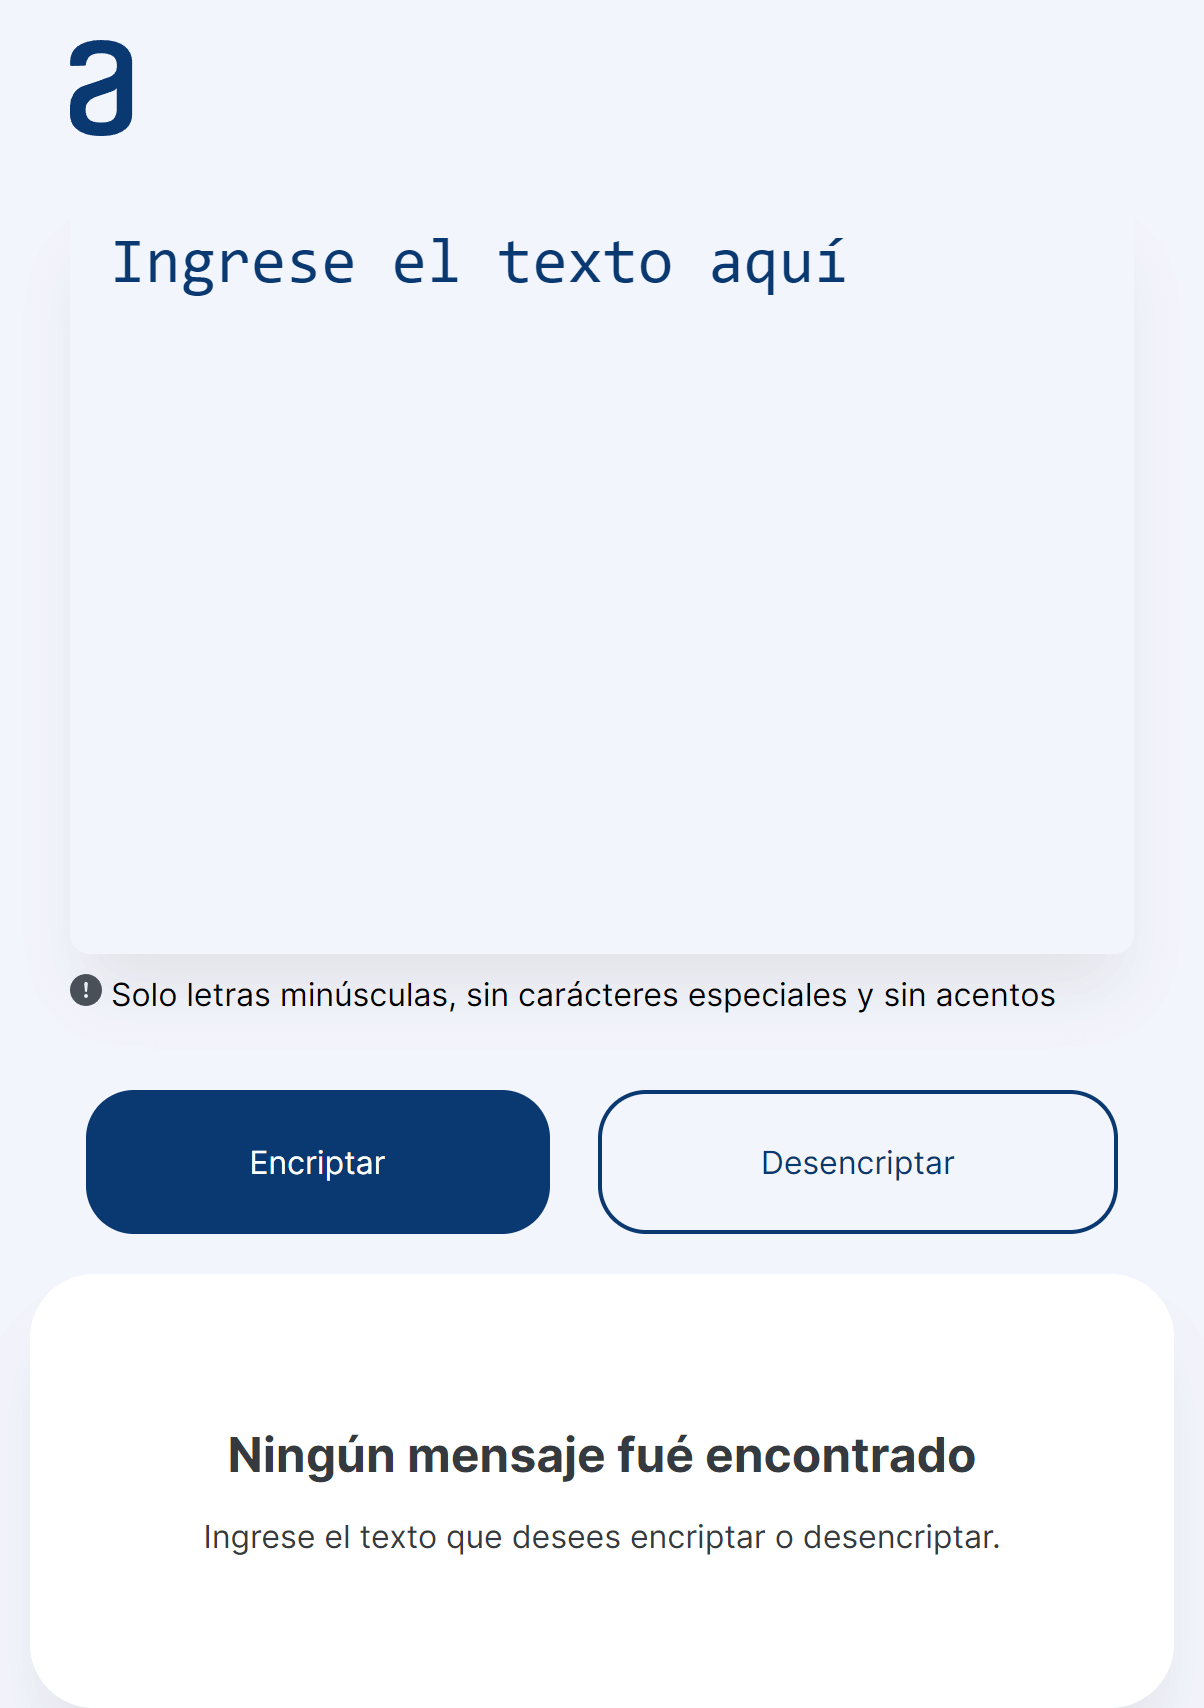 a
Ingrese el texto aquí
Solo letras minúsculas, sin carácteres especiales y sin acentos
Encriptar
Desencriptar
Ningún mensaje fué encontrado
Ingrese el texto que desees encriptar o desencriptar.